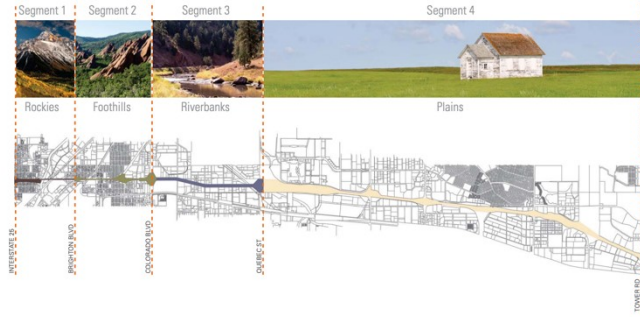 Segment 1
Segment 2
Segment 3
Segment 4
Rockies
Foothills
Riverbanks
Plains
INTERSTATE 25
BRIGHTON BLVD
COLORADO BLVD
QUEBEC ST
TOWER RD